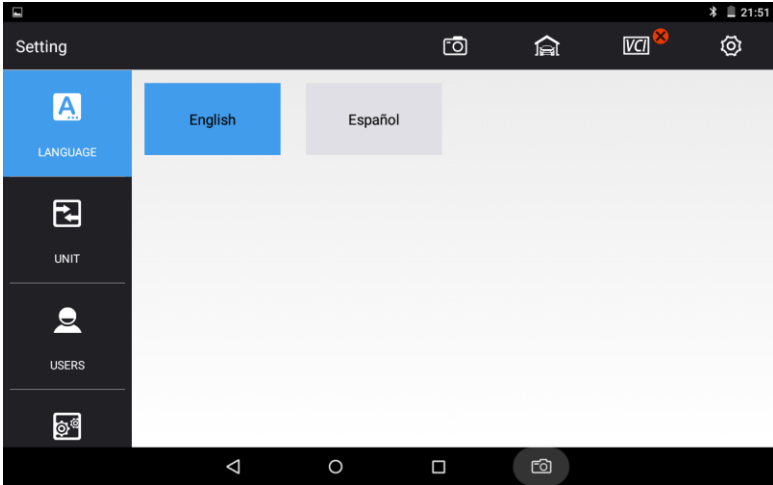 21:51
Setting
VCI
A
LANGUAGE
English
Español
UNIT
USERS